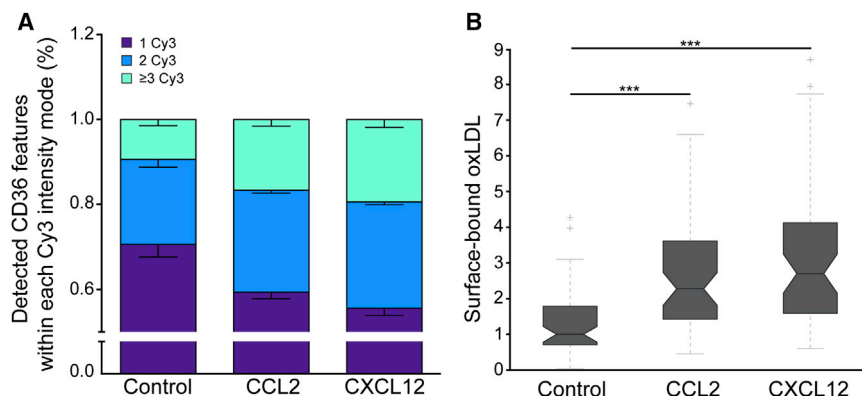 A
Detected CD36 features
within each Cy3 intensity mode (%)
1.2
1.0
0.8
0.6
0.0
1 Cy3
2 Cy3
≥3 Cy3
Control
CCL2
CXCL12
B
Surface-bound oxLDL
9
8
7
6
5
4
3
2
1
0
***
***
Control
CCL2
CXCL12